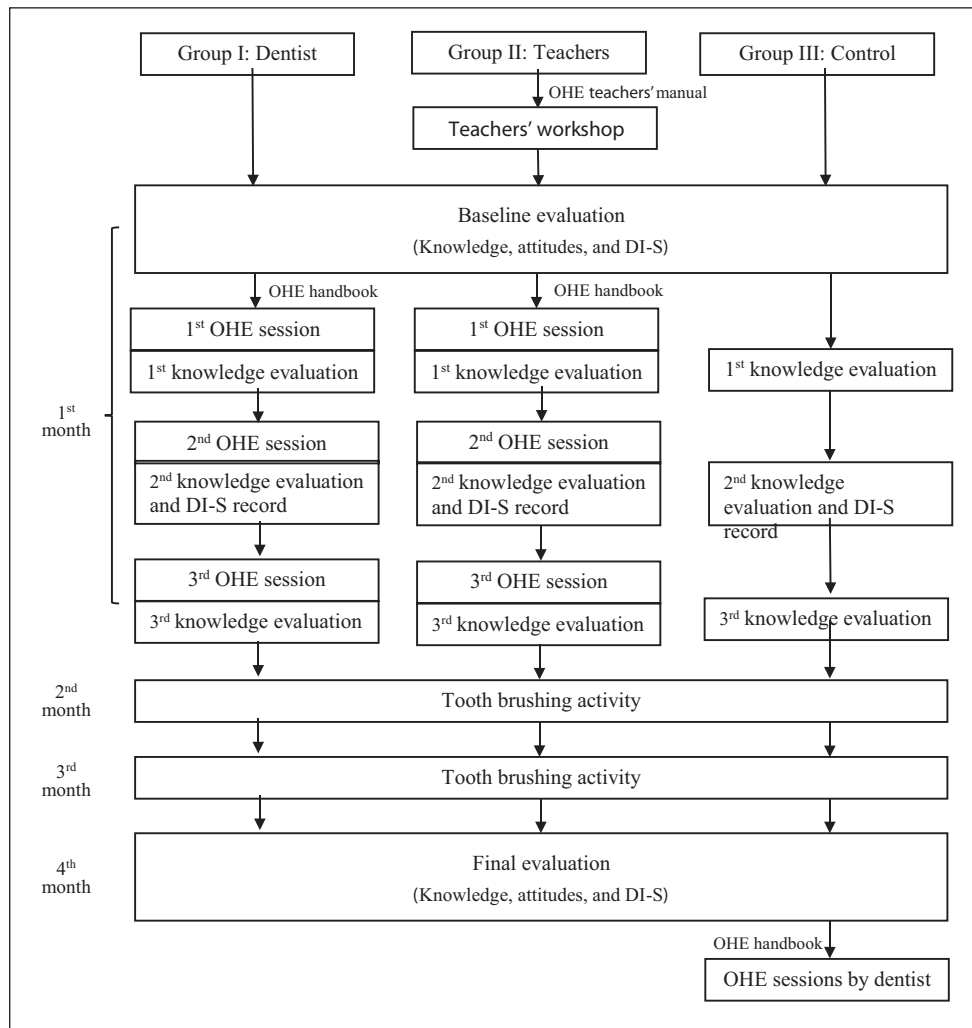 Group I: Dentist
Group II: Teachers
Group III: Control
OHE teachers' manual
Teachers' workshop
Baseline evaluation
(Knowledge, attitudes, and DI-S)
OHE handbook
OHE handbook
1st OHE session
1st OHE session
1st knowledge evaluation
1st knowledge evaluation
1st knowledge evaluation
1st
month
2nd OHE session
2nd OHE session
2nd knowledge evaluation
and DI-S record
2nd knowledge evaluation
and DI-S record
2nd knowledge
evaluation and DI-S
record
3rd OHE session
3rd OHE session
3rd knowledge evaluation
3rd knowledge evaluation
3rd knowledge evaluation
2nd
month
Tooth brushing activity
3rd
month
Tooth brushing activity
4th
month
Final evaluation
(Knowledge, attitudes, and DI-S)
OHE handbook
OHE sessions by dentist